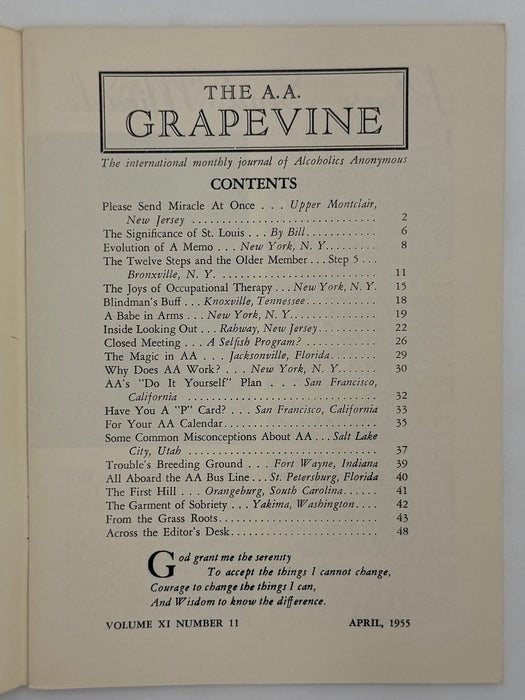 THE A.A.
GRAPEVINE
The international monthly journal of Alcoholics Anonymous
CONTENTS
Please Send Miracle At Once . . . Upper Montclair,
New Jersey . . . . . . . . . . . . . . . . . . . . . . . . . . . . . . . 2
The Significance of St. Louis . . . By Bill. . . . . . . . . . . . 6
Evolution of A Memo . . . New York, N. Y. . . . . . . . . 8
The Twelve Steps and the Older Member . . . Step 5 . . .
Bronxville, N. Y. . . . . . . . . . . . . . . . . . . . . . . . . . . 11
The Joys of Occupational Therapy . . . New York, N. Y. 15
Blindman's Buff . . . Knoxville, Tennessee. . . . . . . . . . . . 18
A Babe in Arms . . . New York, N. Y. . . . . . . . . . . . . . . 19
Inside Looking Out . . . Rahway, New Jersey. . . . . . . . . . 22
Closed Meeting . . . A Selfish Program? . . . . . . . . . . . . 26
The Magic in AA . . . Jacksonville, Florida. . . . . . . . 29
Why Does AA Work? . . . New York, N. Y. . . . . . . 30
AA's "Do It Yourself" Plan . . . San Francisco,
California . . . . . . . . . . . . . . . . . . . . . . . . . . . . . . . 32
Have You A "P" Card? . . . San Francisco, California 33
For Your AA Calendar. . . . . . . . . . . . . . . . . . . . . . . . . . 35
Some Common Misconceptions About AA . . . Salt Lake
City, Utah . . . . . . . . . . . . . . . . . . . . . . . . . . . . . . . . 37
Trouble's Breeding Ground . . . Fort Wayne, Indiana 39
All Aboard the AA Bus Line . . . St. Petersburg, Florida 40
The First Hill . . . Orangeburg, South Carolina. . . . . . 41
The Garment of Sobriety . . . Yakima, Washington. . . . 42
From the Grass Roots. . . . . . . . . . . . . . . . . . . . . . . . . . . 43
Across the Editor's Desk. . . . . . . . . . . . . . . . . . . . . . . . . 48
God grant me the serenity
To accept the things I cannot change,
Courage to change the things I can,
And Wisdom to know the difference.
VOLUME XI NUMBER 11 APRIL, 1955